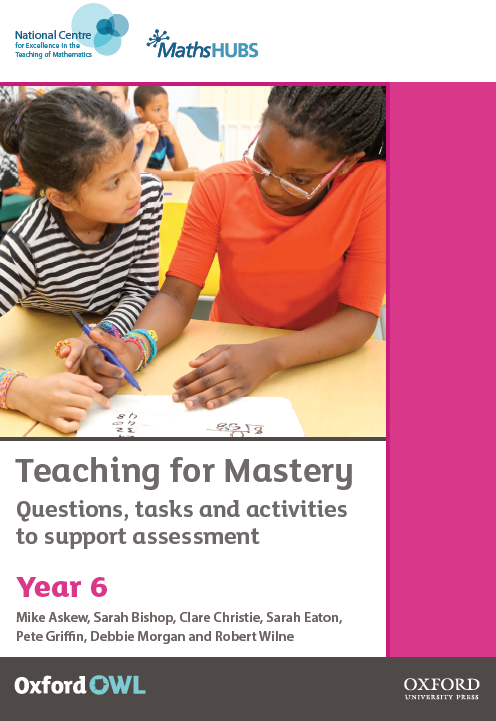 National Centre
for Excellence in the
Teaching of Mathematics
MathsHUBS
Teaching for Mastery
Questions, tasks and activities
to support assessment
Year 6
Mike Askew, Sarah Bishop, Clare Christie, Sarah Eaton,
Pete Griffin, Debbie Morgan and Robert Wilne
Oxford OWL
OXFORD
UNIVERSITY PRESS